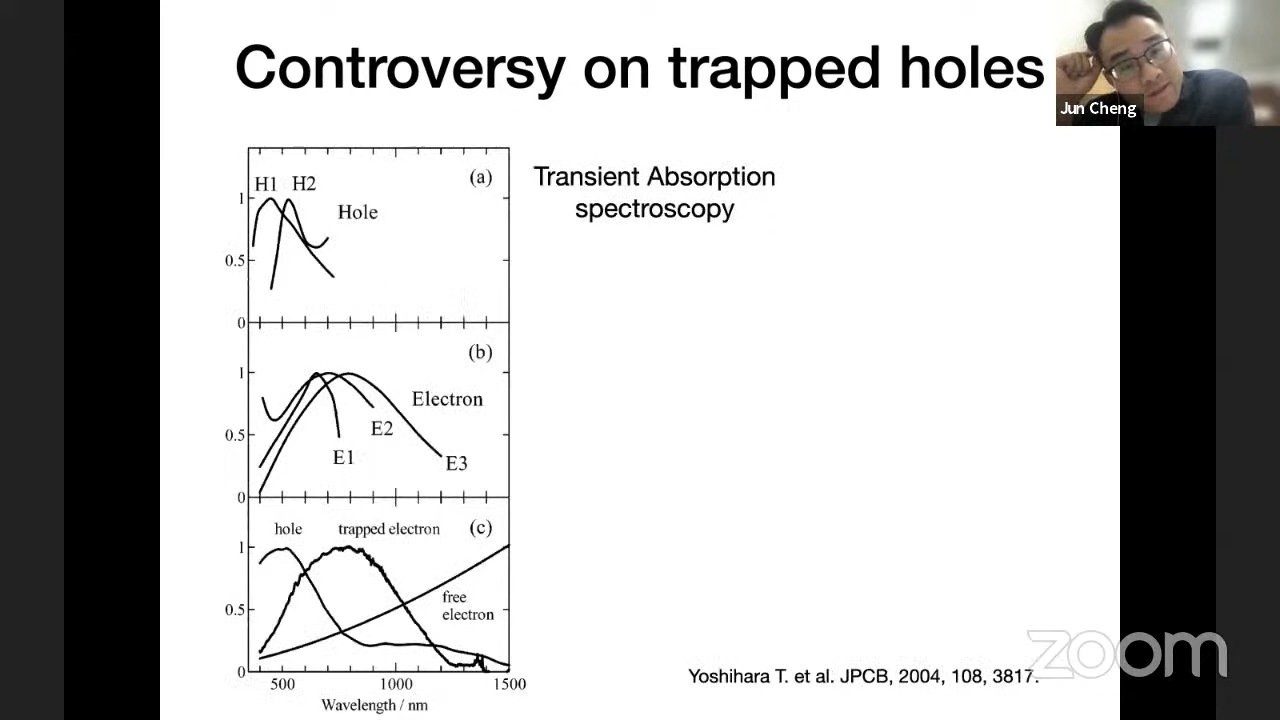 Controversy on trapped holes
Jun Cheng
Transient Absorption
spectroscopy
(a)
H1 H2
Hole
1
0.5
0
(b)
1
Electron
0.5
E2
E1
E3
0
(c)
hole trapped electron
1
free
electron
0.5
0
500 1000 1500
Wavelength / nm
Yoshihara T. et al. JPCB, 2004, 108, 3817.
zoom